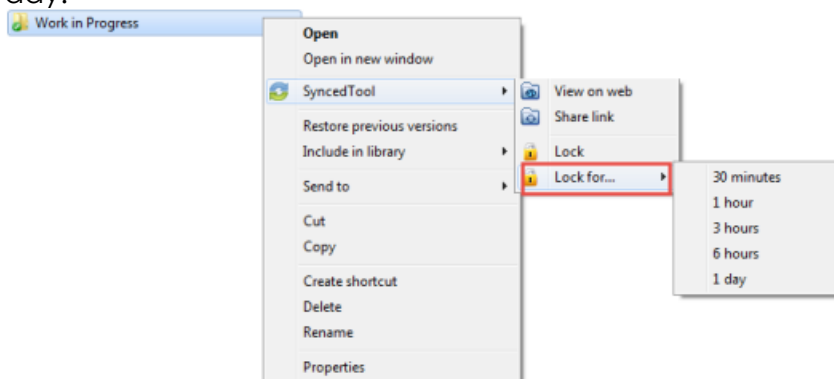 day.
Work in Progress
Open
Open in new window
SyncedTool
Restore previous versions
Include in library
Send to
Cut
Copy
Create shortcut
Delete
Rename
Properties
View on web
Share link
Lock
Lock for...
30 minutes
1 hour
3 hours
6 hours
1 day